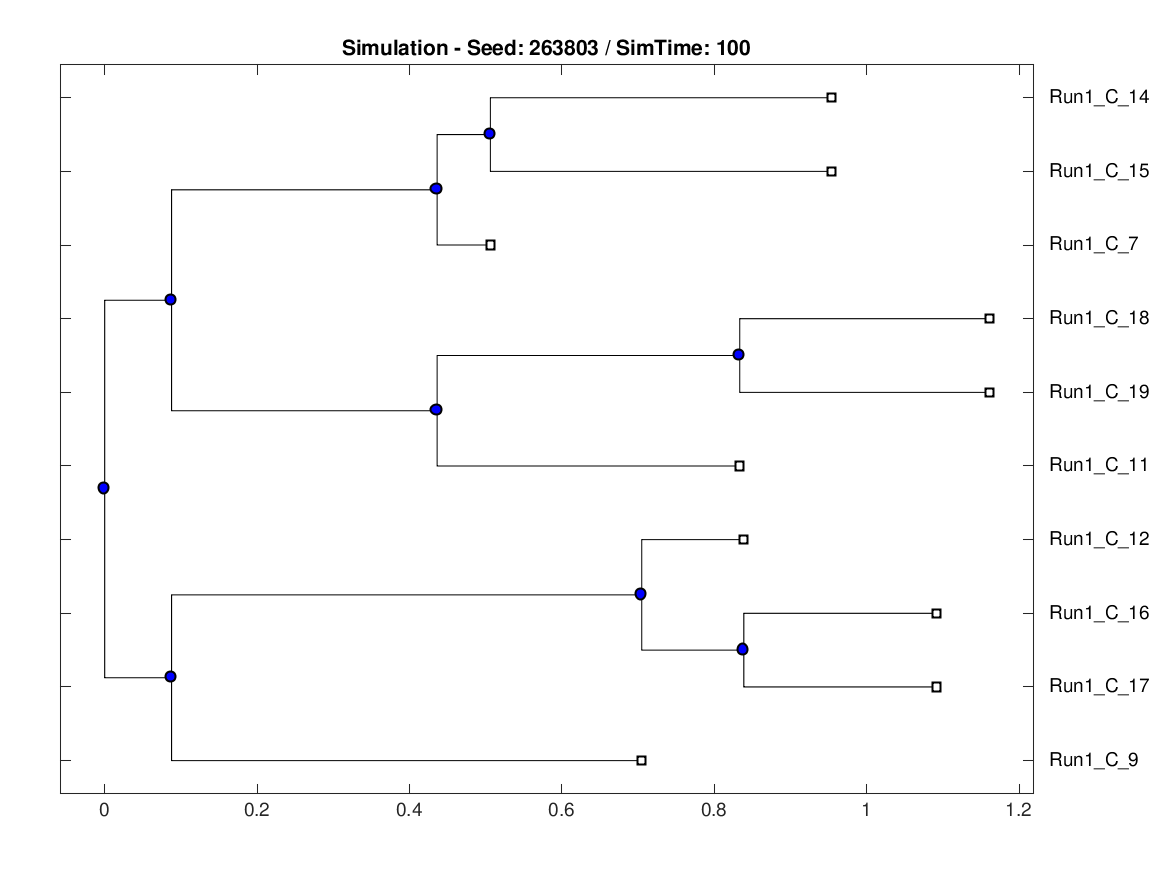 Simulation - Seed: 263803 / SimTime: 100
Run1_C_14
Run1_C_15
Run1_C_7
Run1_C_18
Run1_C_19
Run1_C_11
Run1_C_12
Run1_C_16
Run1_C_17
Run1_C_9
0 0.2 0.4 0.6 0.8 1 1.2